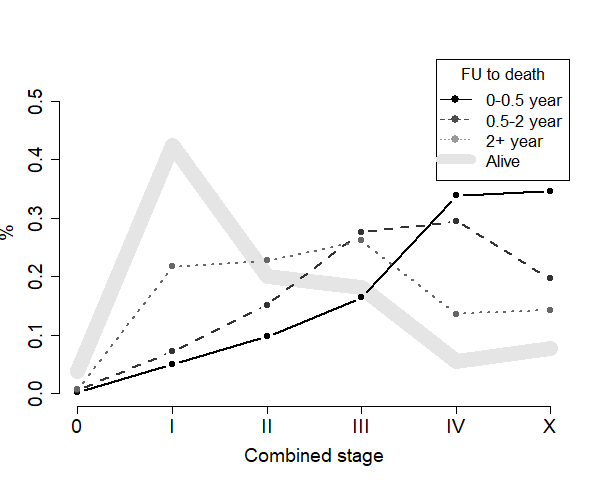 FU to death
0-0.5 year
0.5-2 year
2+ year
Alive
0.5
0.4
0.3
0.2
0.1
0.0
%
0 I II III IV X
Combined stage